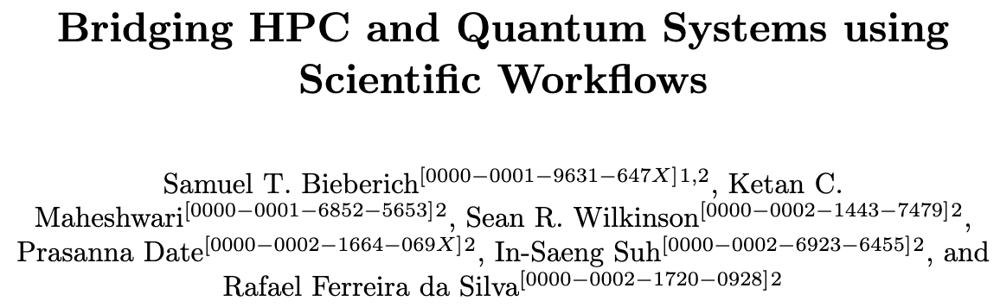 Bridging HPC and Quantum Systems using
Scientific Workflows
Samuel T. Bieberich[0000−0001−9631−647X]1,2, Ketan C.
Maheshwari[0000−0001−6852−5653]2, Sean R. Wilkinson[0000−0002−1443−7479]2,
Prasanna Date[0000−0002−1664−069X]2, In-Saeng Suh[0000−0002−6923−6455]2, and
Rafael Ferreira da Silva[0000−0002−1720−0928]2